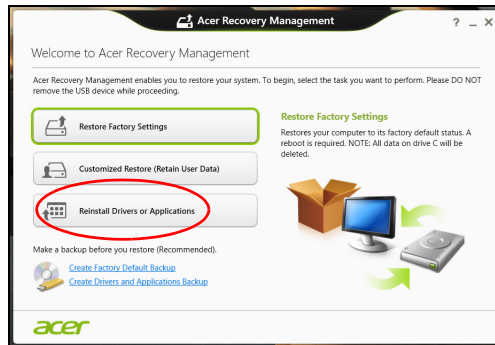 Acer Recovery Management
? _ X
Welcome to Acer Recovery Management
Acer Recovery Management enables you to restore your system. To begin, select the task you want to perform. Please DO NOT
remove the USB device while proceeding.
Restore Factory Settings
Customized Restore (Retain User Data)
Reinstall Drivers or Applications
Restore Factory Settings
Restores your computer to its factory default status. A
reboot is required. NOTE: All data on drive C will be
deleted.
Make a backup before you restore (Recommended).
Create Factory Default Backup
Create Drivers and Applications Backup
acer